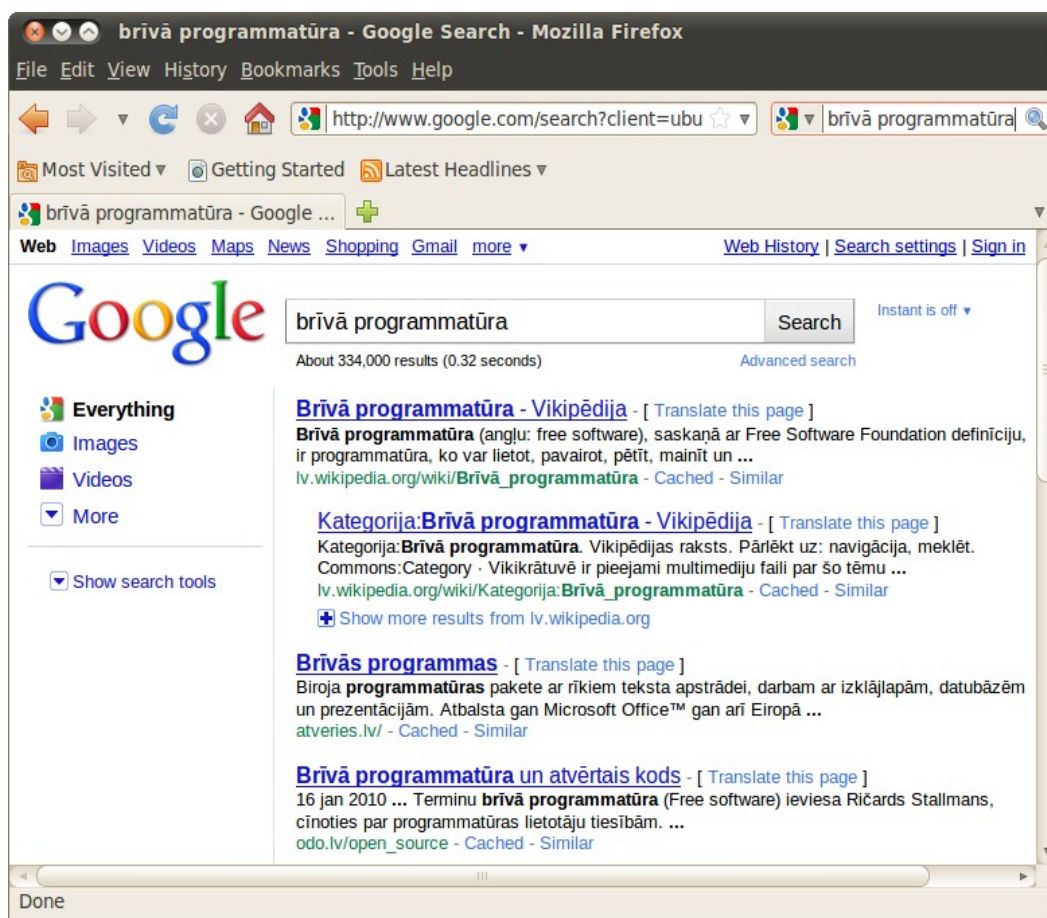 brīvā programmatūra - Google Search - Mozilla Firefox
File Edit View History Bookmarks Tools Help
http://www.google.com/search?client=ubu brīvā programmatūra
Most Visited Getting Started Latest Headlines
brīvā programmatūra - Google ...
Web Images Videos Maps News Shopping Gmail more Web History | Search settings | Sign in
Google
brīvā programmatūra Search Instant is off
About 334,000 results (0.32 seconds) Advanced search
Everything
Images
Videos
More
Show search tools
Brīvā programmatūra - Vikipēdija - [ Translate this page ]
Brīvā programmatūra (angļu: free software), saskaņā ar Free Software Foundation definīciju,
ir programmatūra, ko var lietot, pavairot, pētīt, mainīt un ...
lv.wikipedia.org/wiki/Brīvā_programmatūra - Cached - Similar
Kategorija:Brīvā programmatūra - Vikipēdija - [ Translate this page ]
Kategorija:Brīvā programmatūra. Vikipēdijas raksts. Pārlēkt uz: navigācija, meklēt.
Commons:Category · Vikikrātuvē ir pieejami multimediju faili par šo tēmu ...
lv.wikipedia.org/wiki/Kategorija:Brīvā_programmatūra - Cached - Similar
Show more results from lv.wikipedia.org
Brīvās programmas - [ Translate this page ]
Biroja programmatūras pakete ar rīkiem teksta apstrādei, darbam ar izklājlapām, datubāzēm
un prezentācijām. Atbalsta gan Microsoft Office™ gan arī Eiropā ...
atveries.lv/ - Cached - Similar
Brīvā programmatūra un atvērtais kods - [ Translate this page ]
16 jan 2010 ... Terminu brīvā programmatūra (Free software) ieviesa Ričards Stallmans,
cīnoties par programmatūras lietotāju tiesībām. ...
odo.lv/open_source - Cached - Similar
Done